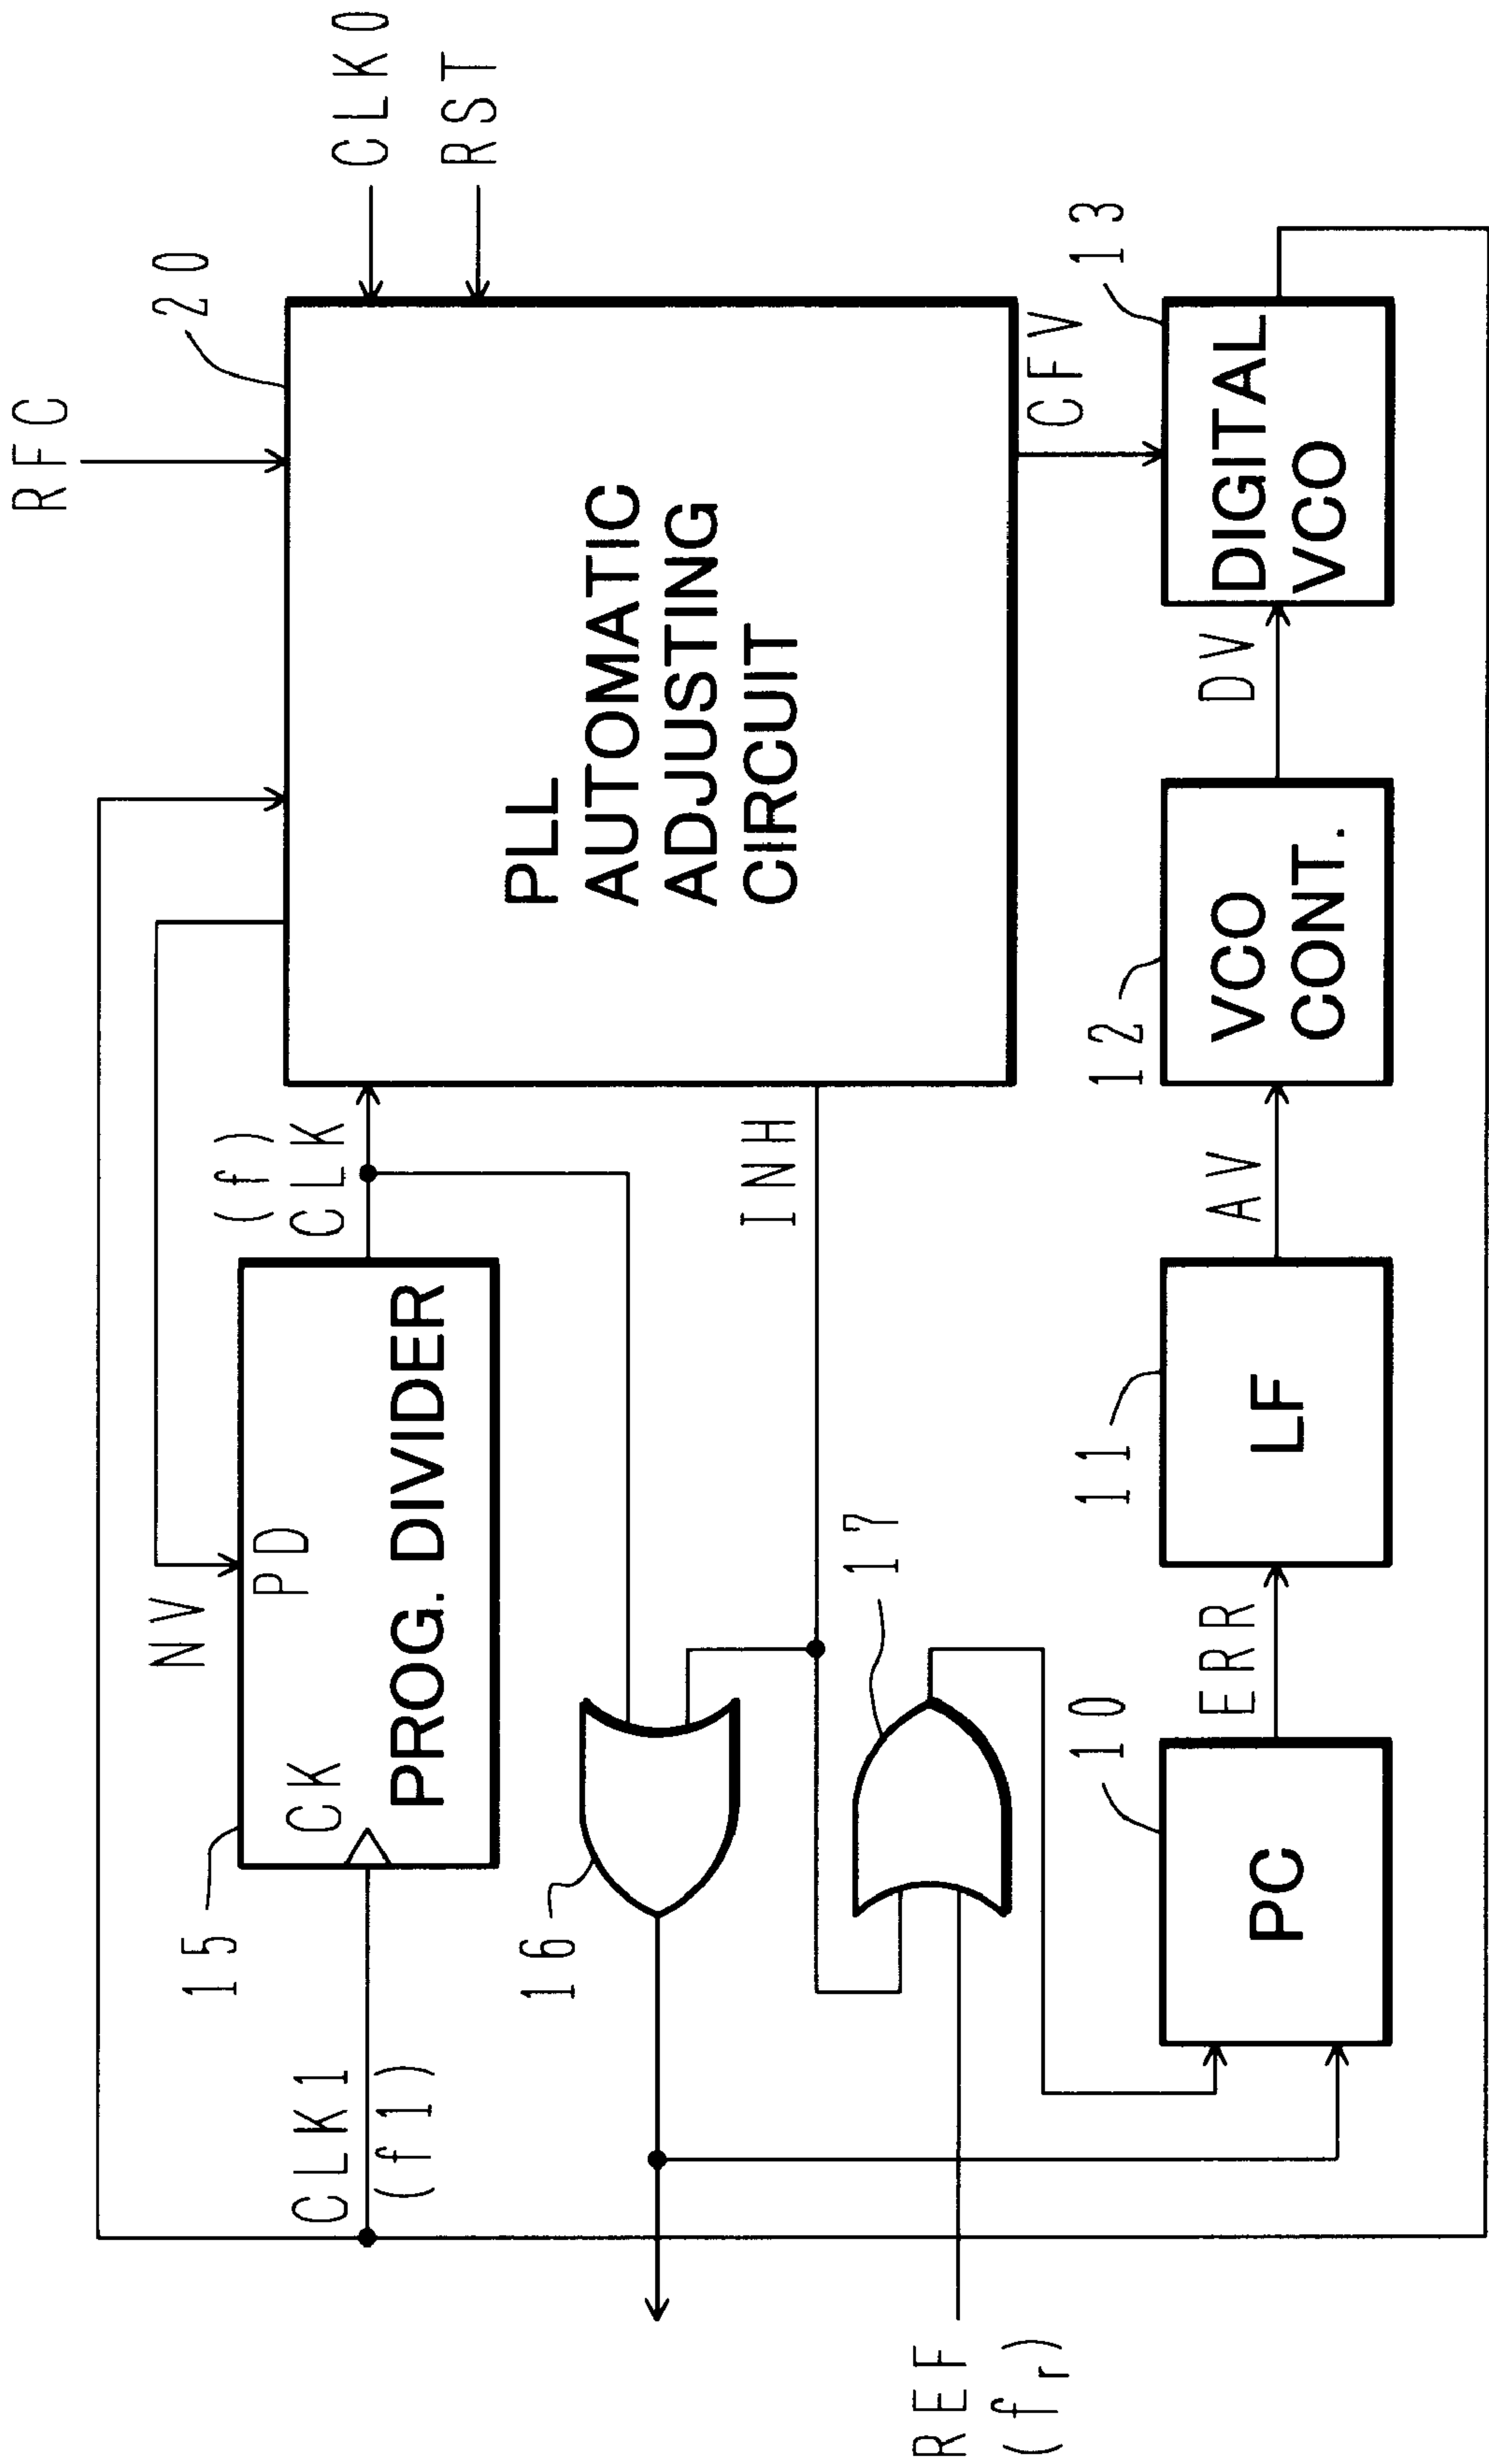 RFC
20
CLK0
RST
NV
15
CK
PD
PROG. DIVIDER
(f)
CLK
CLK1
(f1)
PLL
AUTOMATIC
ADJUSTING
CIRCUIT
16
INH
17
CFV
REF
(fr)
10
PC
ERR
11
LF
AV
12
VCO
CONT.
DV
13
DIGITAL
VCO